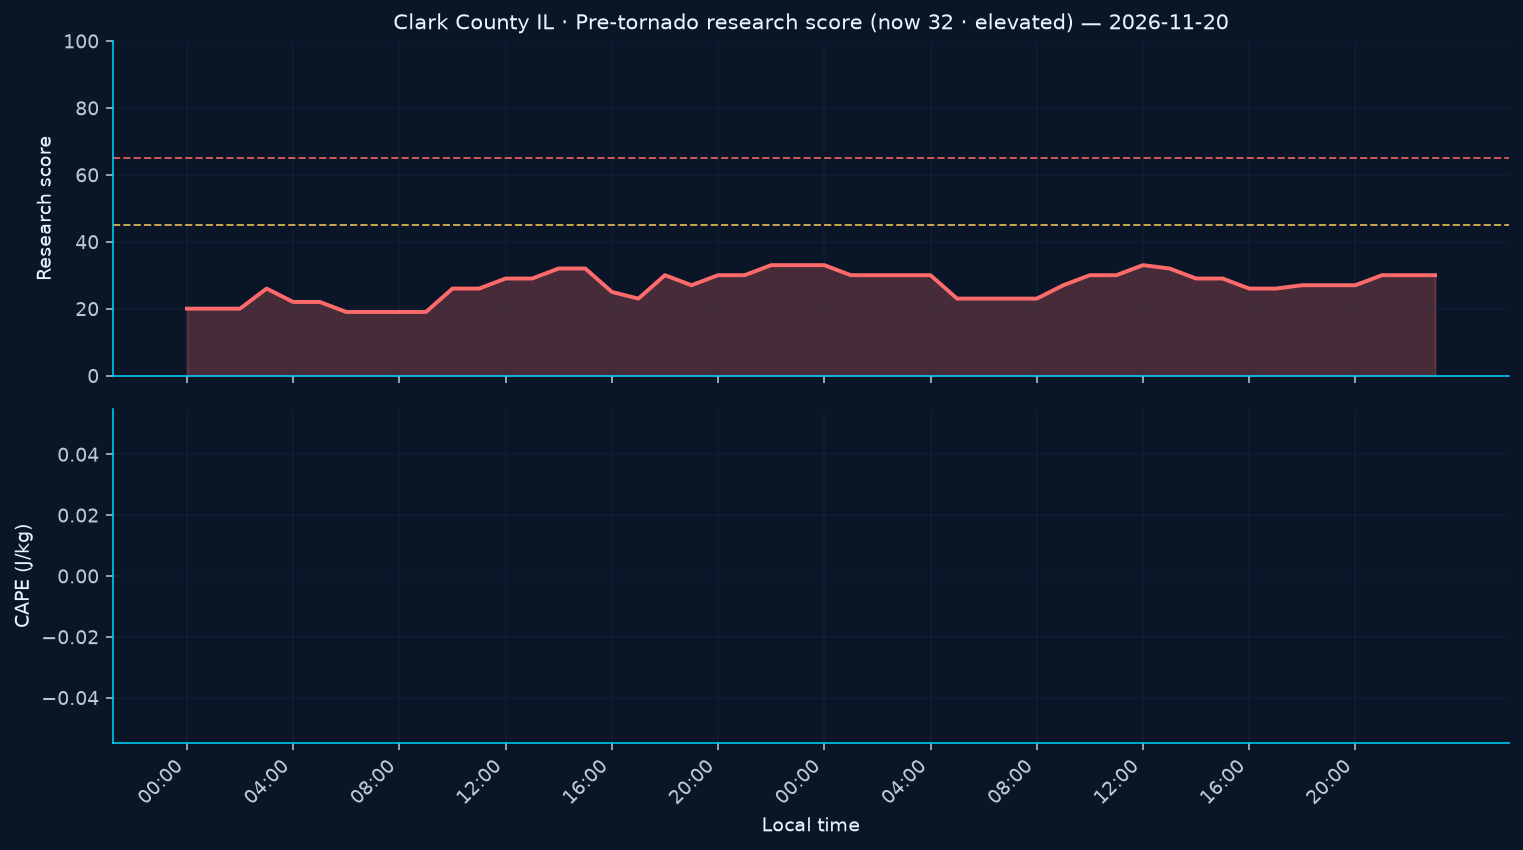 Clark County IL · Pre-tornado research score (now 32 · elevated) — 2026-11-20
Research score
100
80
60
40
20
0
CAPE (J/kg)
0.04
0.02
0.00
−0.02
−0.04
00:00 04:00 08:00 12:00 16:00 20:00 00:00 04:00 08:00 12:00 16:00 20:00
Local time